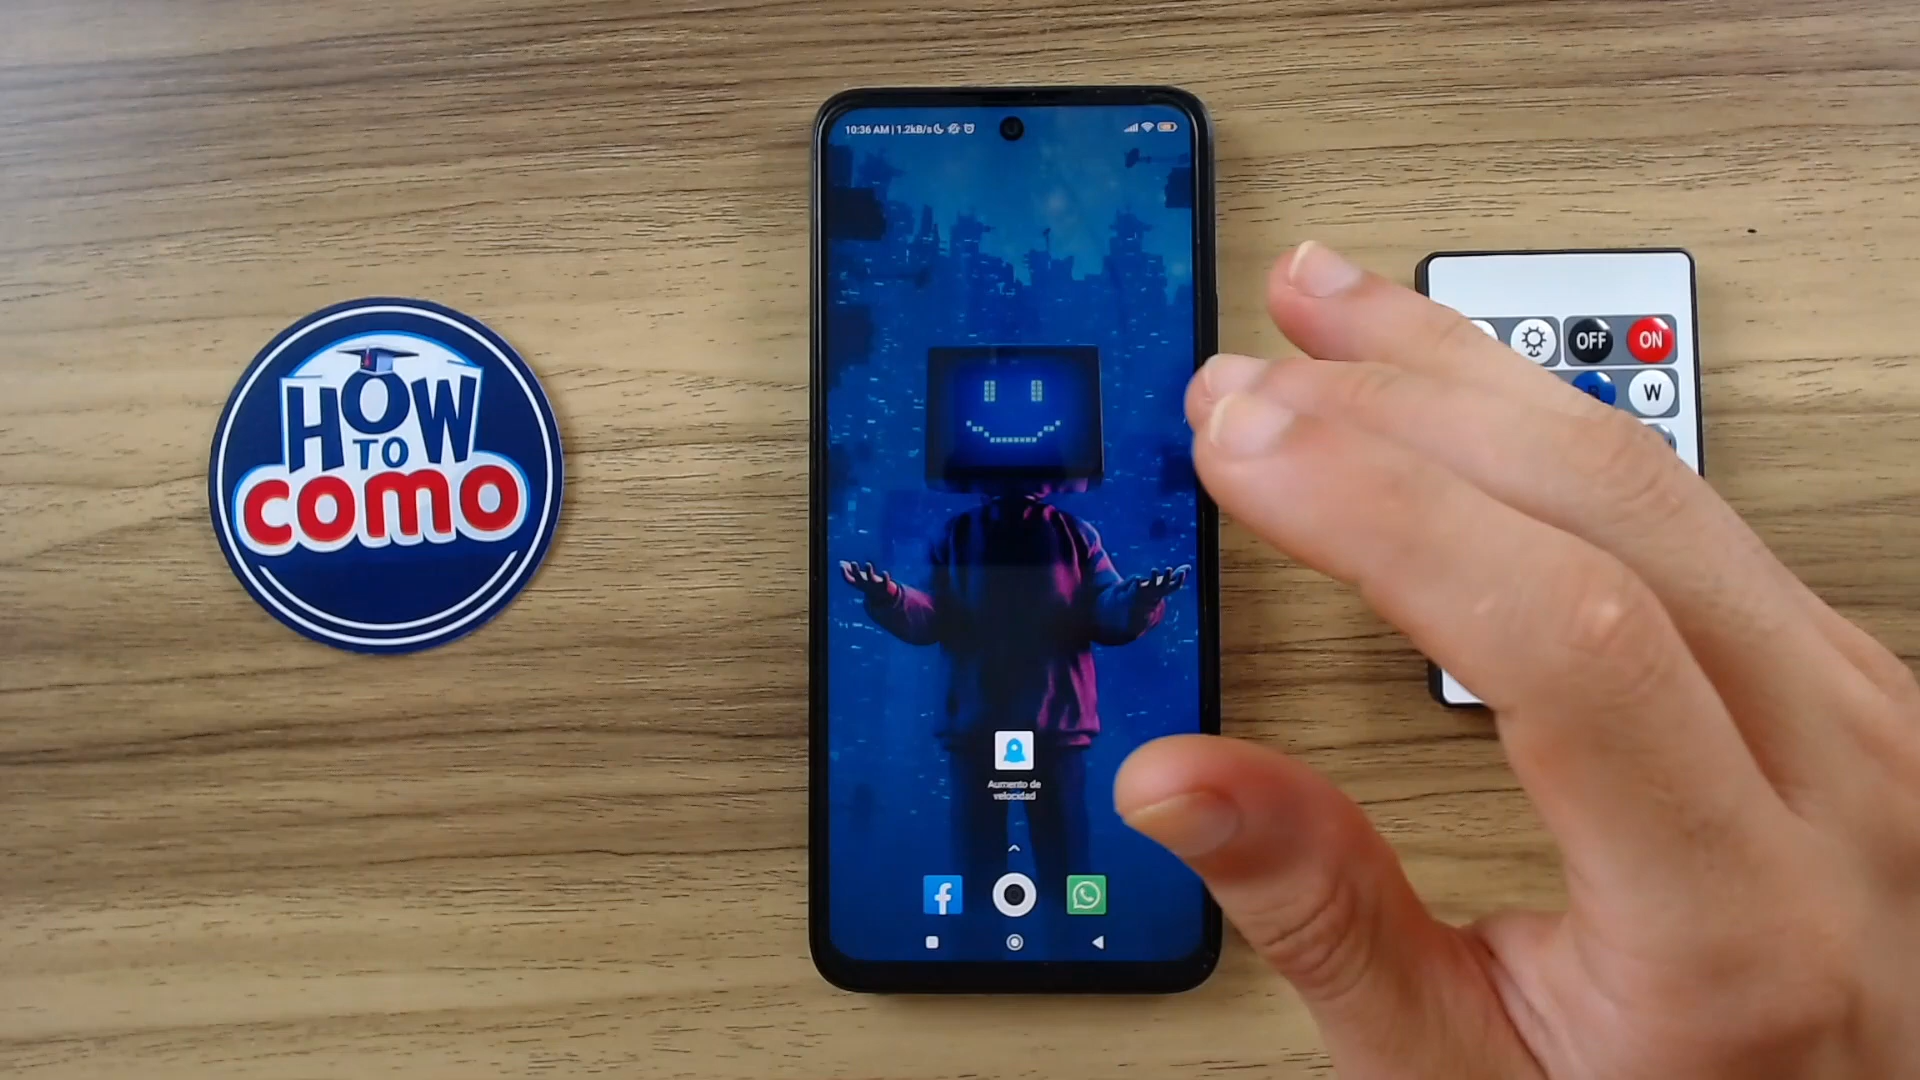 10:36 AM | 1.2kB/s
HOW
TO
COMO
OFF
ON
W
Aumento de
velocidad